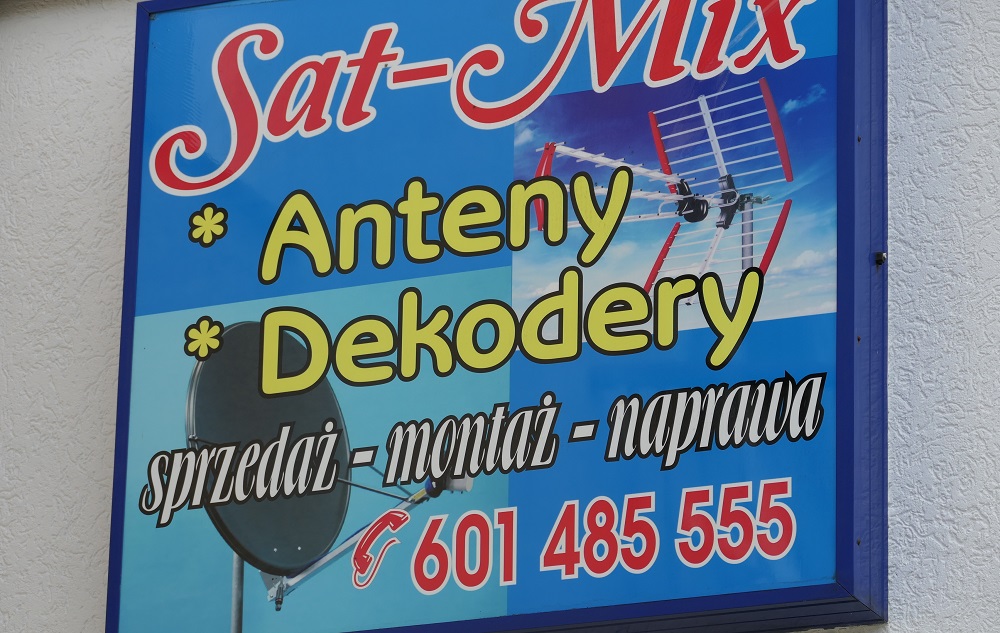 Sat-Mix
* Anteny
* Dekodery
sprzedaż - montaż - naprawa
601 485 555